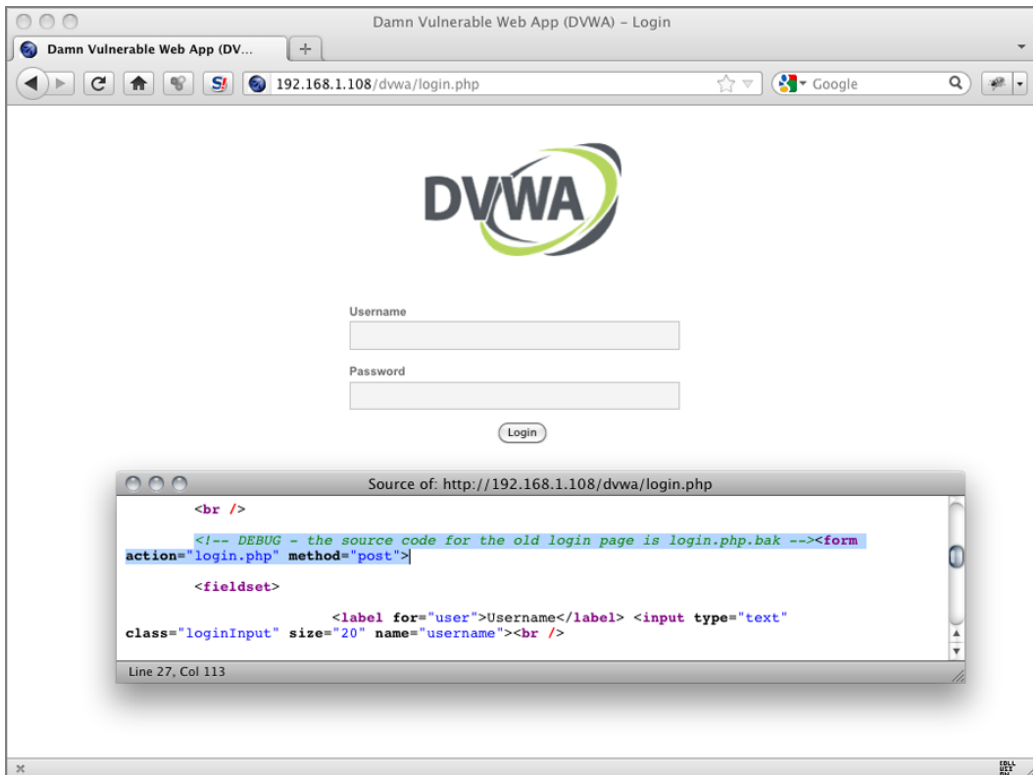 Damn Vulnerable Web App (DVWA) – Login
Damn Vulnerable Web App (DV...
192.168.1.108/dvwa/login.php
Google
DVWA
Username
Password
Login
Source of: http://192.168.1.108/dvwa/login.php
<br />
<!-- DEBUG - the source code for the old login page is login.php.bak --><form
action="login.php" method="post">
<fieldset>
<label for="user">Username</label> <input type="text"
class="loginInput" size="20" name="username"><br />
Line 27, Col 113